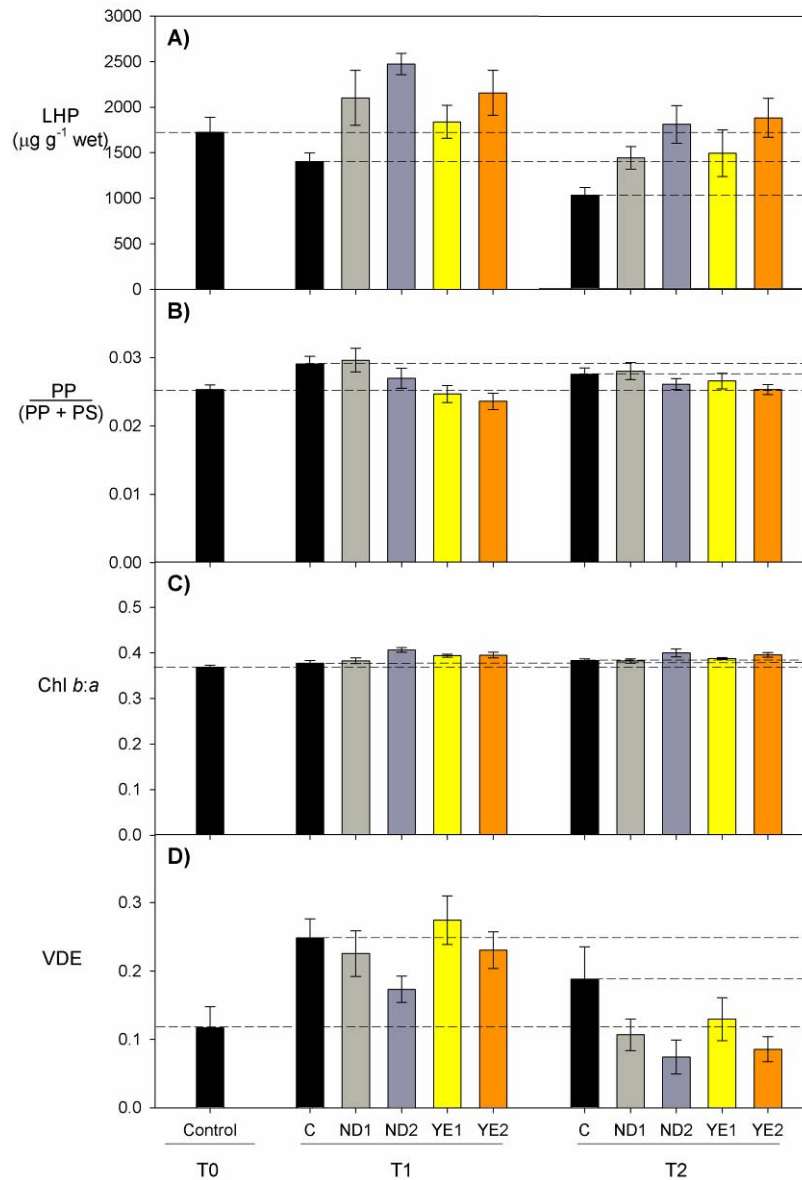 A)
3000
2500
2000
1500
1000
500
0
LHP
(μg g⁻¹ wet)
B)
0.03
0.02
0.01
0.00
PP
(PP + PS)
C)
0.5
0.4
0.3
0.4
0.1
0.0
Chl b:a
D)
0.3
0.2
0.1
0.0
VDE
Control C ND1 ND2 YE1 YE2 C ND1 ND2 YE1 YE2
T0 T1 T2